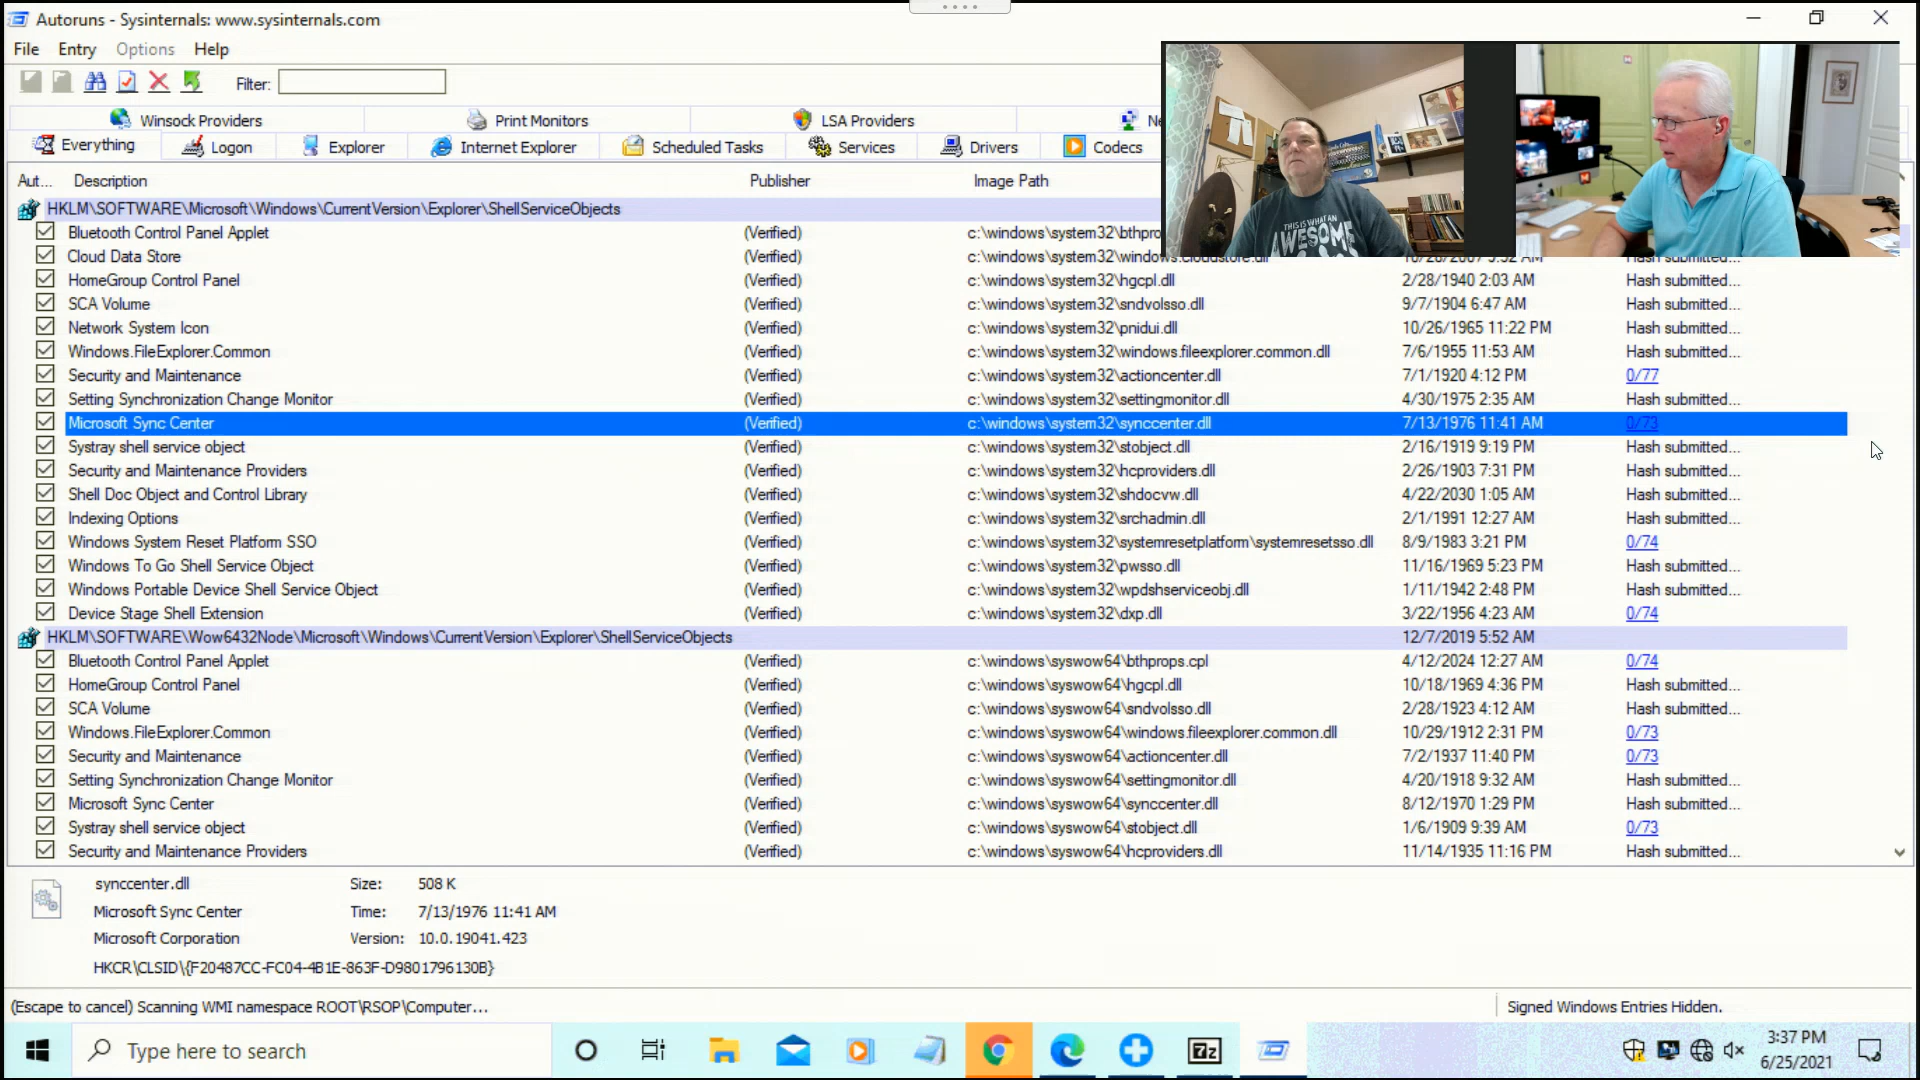 Autoruns - Sysinternals: www.sysinternals.com
File Entry Options Help
Filter:
Winsock Providers Print Monitors LSA Providers Ne
Everything Logon Explorer Internet Explorer Scheduled Tasks Services Drivers Codecs
Aut... Description Publisher Image Path
HKLM\SOFTWARE\Microsoft\Windows\CurrentVersion\Explorer\ShellServiceObjects
Bluetooth Control Panel Applet (Verified) c:\windows\system32\bthpro
Cloud Data Store (Verified) c:\windows\system32\windows.cloudstore.dll Hash submitted...
HomeGroup Control Panel (Verified) c:\windows\system32\hgcpl.dll 2/28/1940 2:03 AM Hash submitted...
SCA Volume (Verified) c:\windows\system32\sndvolsso.dll 9/7/1904 6:47 AM Hash submitted...
Network System Icon (Verified) c:\windows\system32\pnidui.dll 10/26/1965 11:22 PM Hash submitted...
Windows.FileExplorer.Common (Verified) c:\windows\system32\windows.fileexplorer.common.dll 7/6/1955 11:53 AM Hash submitted...
Security and Maintenance (Verified) c:\windows\system32\actioncenter.dll 7/1/1920 4:12 PM 0/77
Setting Synchronization Change Monitor (Verified) c:\windows\system32\settingmonitor.dll 4/30/1975 2:35 AM Hash submitted...
Microsoft Sync Center (Verified) c:\windows\system32\synccenter.dll 7/13/1976 11:41 AM 0/73
Systray shell service object (Verified) c:\windows\system32\stobject.dll 2/16/1919 9:19 PM Hash submitted...
Security and Maintenance Providers (Verified) c:\windows\system32\hcproviders.dll 2/26/1903 7:31 PM Hash submitted...
Shell Doc Object and Control Library (Verified) c:\windows\system32\shdocvw.dll 4/22/2030 1:05 AM Hash submitted...
Indexing Options (Verified) c:\windows\system32\srchadmin.dll 2/1/1991 12:27 AM Hash submitted...
Windows System Reset Platform SSO (Verified) c:\windows\system32\systemresetplatform\systemresetsso.dll 8/9/1983 3:21 PM 0/74
Windows To Go Shell Service Object (Verified) c:\windows\system32\pwsso.dll 11/16/1969 5:23 PM Hash submitted...
Windows Portable Device Shell Service Object (Verified) c:\windows\system32\wpdshserviceobj.dll 1/11/1942 2:48 PM Hash submitted...
Device Stage Shell Extension (Verified) c:\windows\system32\dxp.dll 3/22/1956 4:23 AM 0/74
HKLM\SOFTWARE\Wow6432Node\Microsoft\Windows\CurrentVersion\Explorer\ShellServiceObjects 12/7/2019 5:52 AM
Bluetooth Control Panel Applet (Verified) c:\windows\syswow64\bthprops.cpl 4/12/2024 12:27 AM 0/74
HomeGroup Control Panel (Verified) c:\windows\syswow64\hgcpl.dll 10/18/1969 4:36 PM Hash submitted...
SCA Volume (Verified) c:\windows\syswow64\sndvolsso.dll 2/28/1923 4:12 AM Hash submitted...
Windows.FileExplorer.Common (Verified) c:\windows\syswow64\windows.fileexplorer.common.dll 10/29/1912 2:31 PM 0/73
Security and Maintenance (Verified) c:\windows\syswow64\actioncenter.dll 7/2/1937 11:40 PM 0/73
Setting Synchronization Change Monitor (Verified) c:\windows\syswow64\settingmonitor.dll 4/20/1918 9:32 AM Hash submitted...
Microsoft Sync Center (Verified) c:\windows\syswow64\synccenter.dll 8/12/1970 1:29 PM Hash submitted...
Systray shell service object (Verified) c:\windows\syswow64\stobject.dll 1/6/1909 9:39 AM 0/73
Security and Maintenance Providers (Verified) c:\windows\syswow64\hcproviders.dll 11/14/1935 11:16 PM Hash submitted...
THIS IS WHAT AN
AWESOME
synccenter.dll Size: 508 K
Microsoft Sync Center Time: 7/13/1976 11:41 AM
Microsoft Corporation Version: 10.0.19041.423
HKCR\CLSID\{F20487CC-FC04-4B1E-863F-D9801796130B}
(Escape to cancel) Scanning WMI namespace ROOT\RSOP\Computer... Signed Windows Entries Hidden.
Type here to search 7z 3:37 PM
6/25/2021